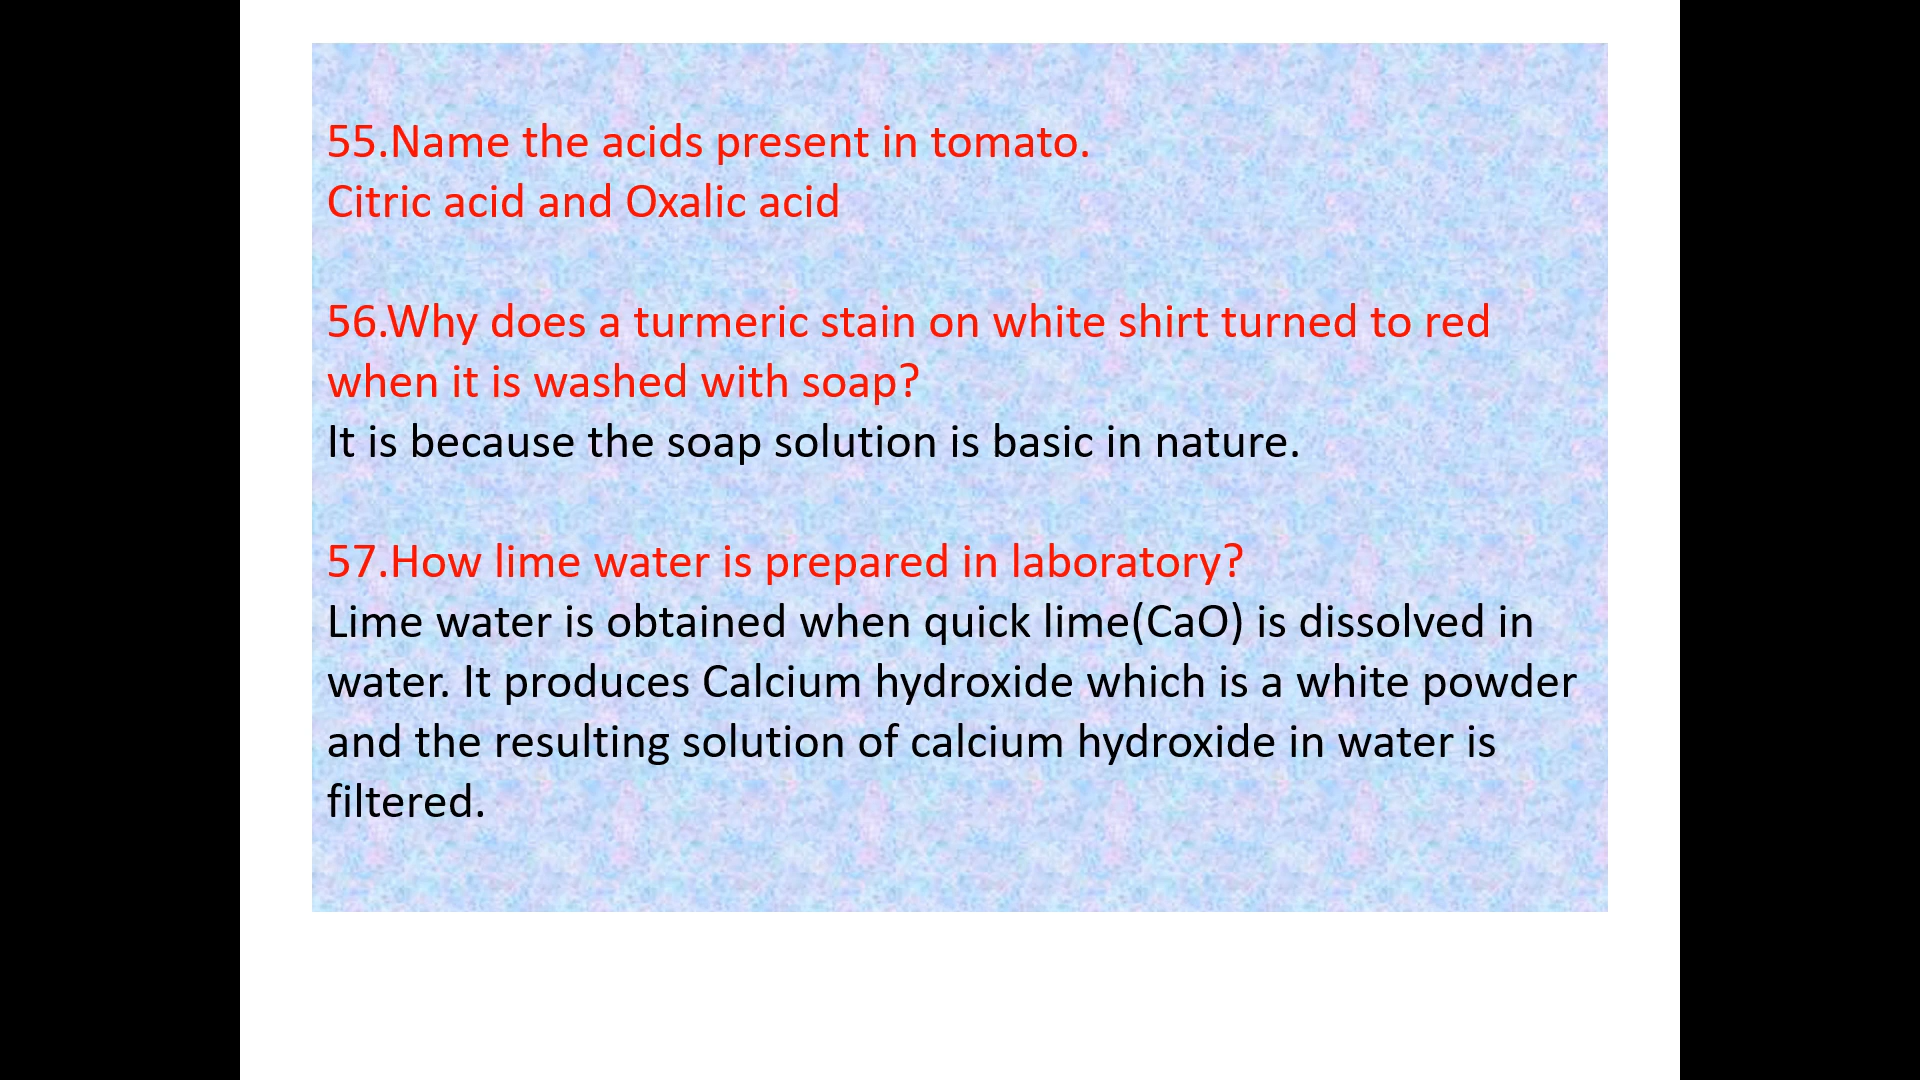 55.Name the acids present in tomato.
Citric acid and Oxalic acid
56.Why does a turmeric stain on white shirt turned to red
when it is washed with soap?
It is because the soap solution is basic in nature.
57.How lime water is prepared in laboratory?
Lime water is obtained when quick lime(CaO) is dissolved in
water. It produces Calcium hydroxide which is a white powder
and the resulting solution of calcium hydroxide in water is
filtered.